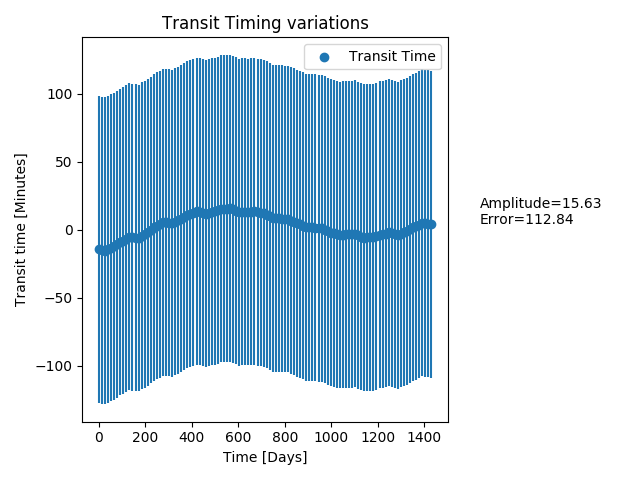 Transit Timing variations
Transit Time
100
50
0
−50
−100
Transit time [Minutes]
0 200 400 600 800 1000 1200 1400
Time [Days]
Amplitude=15.63
Error=112.84